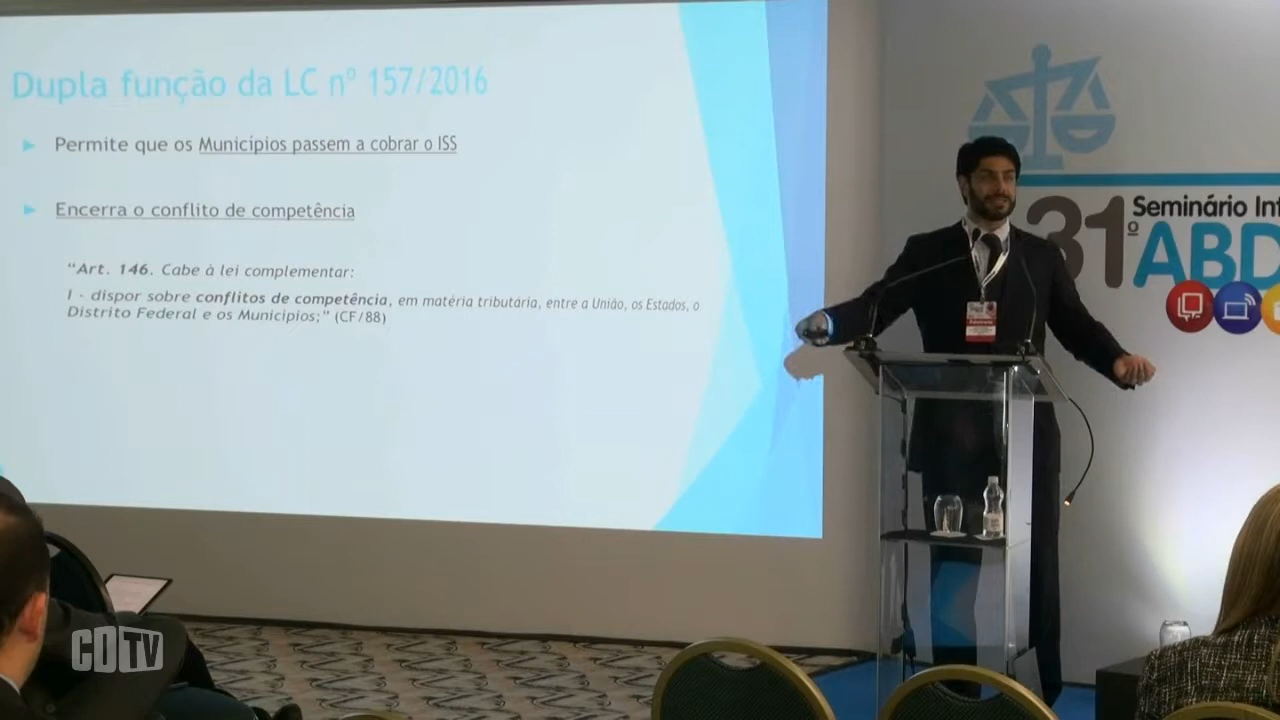 Dupla função da LC nº 157/2016
Permite que os Municípios passem a cobrar o ISS
Encerra o conflito de competência
“Art. 146. Cabe à lei complementar:
I - dispor sobre conflitos de competência, em matéria tributária, entre a União, os Estados, o
Distrito Federal e os Municípios;” (CF/88)
31º
Seminário Int
ABD
CDTV